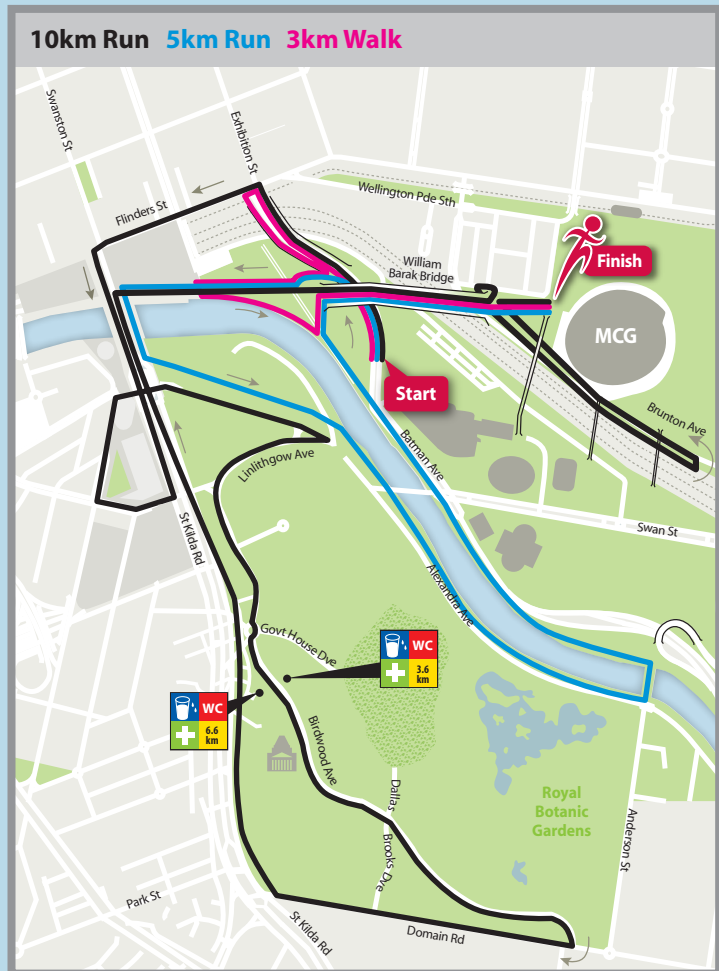 10km Run 5km Run 3km Walk
Swanston St
Exhibition St
Flinders St
Wellington Pde Sth
William
Barak Bridge
Finish
MCG
Start
Brunton Ave
Batman Ave
Linlithgow Ave
Swan St
St Kilda Rd
Alexandra Ave
Govt House Dve
WC
3.6
km
WC
6.6
km
Birdwood Ave
Dallas
Brooks Dve
Royal
Botanic
Gardens
Anderson St
Park St
St Kilda Rd
Domain Rd